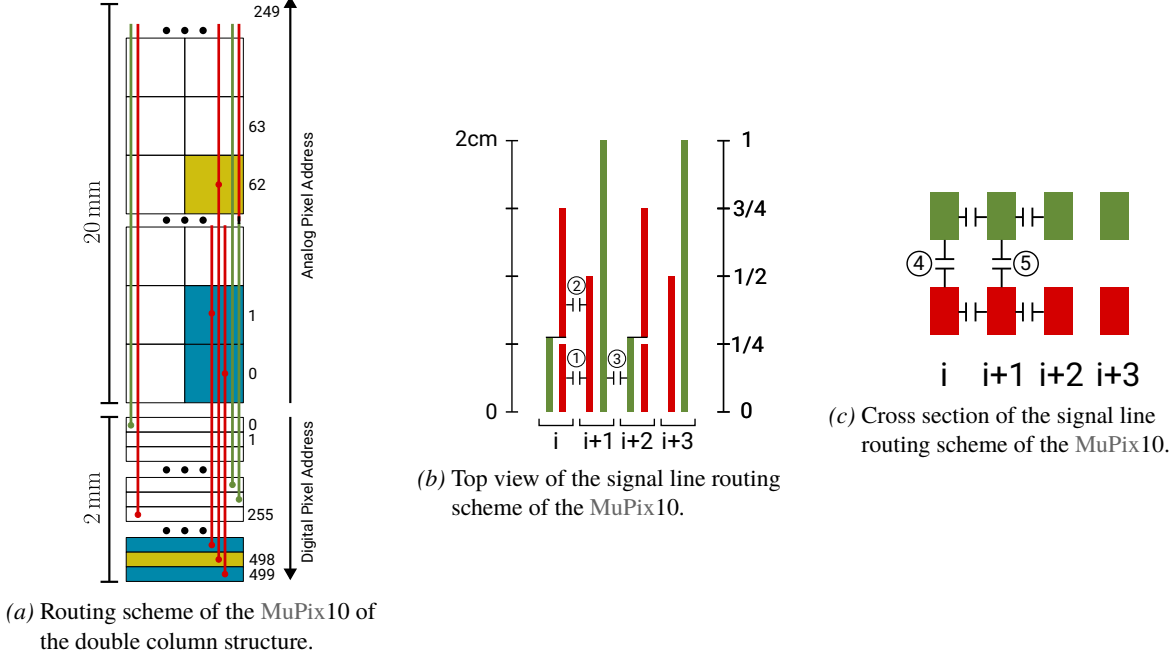 249
63
62
1
0
20 mm
Analog Pixel Address
0
1
255
498
499
2 mm
Digital Pixel Address
(a) Routing scheme of the MuPix10 of
the double column structure.
2cm
0
1
3/4
1/2
1/4
0
2
1
3
i
i+1
i+2
i+3
(b) Top view of the signal line routing
scheme of the MuPix10.
4
5
i
i+1
i+2
i+3
(c) Cross section of the signal line
routing scheme of the MuPix10.